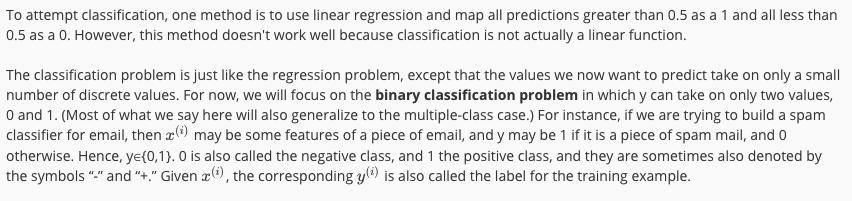 To attempt classification, one method is to use linear regression and map all predictions greater than 0.5 as a 1 and all less than
0.5 as a 0. However, this method doesn't work well because classification is not actually a linear function.
The classification problem is just like the regression problem, except that the values we now want to predict take on only a small
number of discrete values. For now, we will focus on the binary classification problem in which y can take on only two values,
0 and 1. (Most of what we say here will also generalize to the multiple-class case.) For instance, if we are trying to build a spam
classifier for email, then x^{(i)} may be some features of a piece of email, and y may be 1 if it is a piece of spam mail, and 0
otherwise. Hence, y∈{0,1}. 0 is also called the negative class, and 1 the positive class, and they are sometimes also denoted by
the symbols “-” and “+.” Given x^{(i)}, the corresponding y^{(i)} is also called the label for the training example.